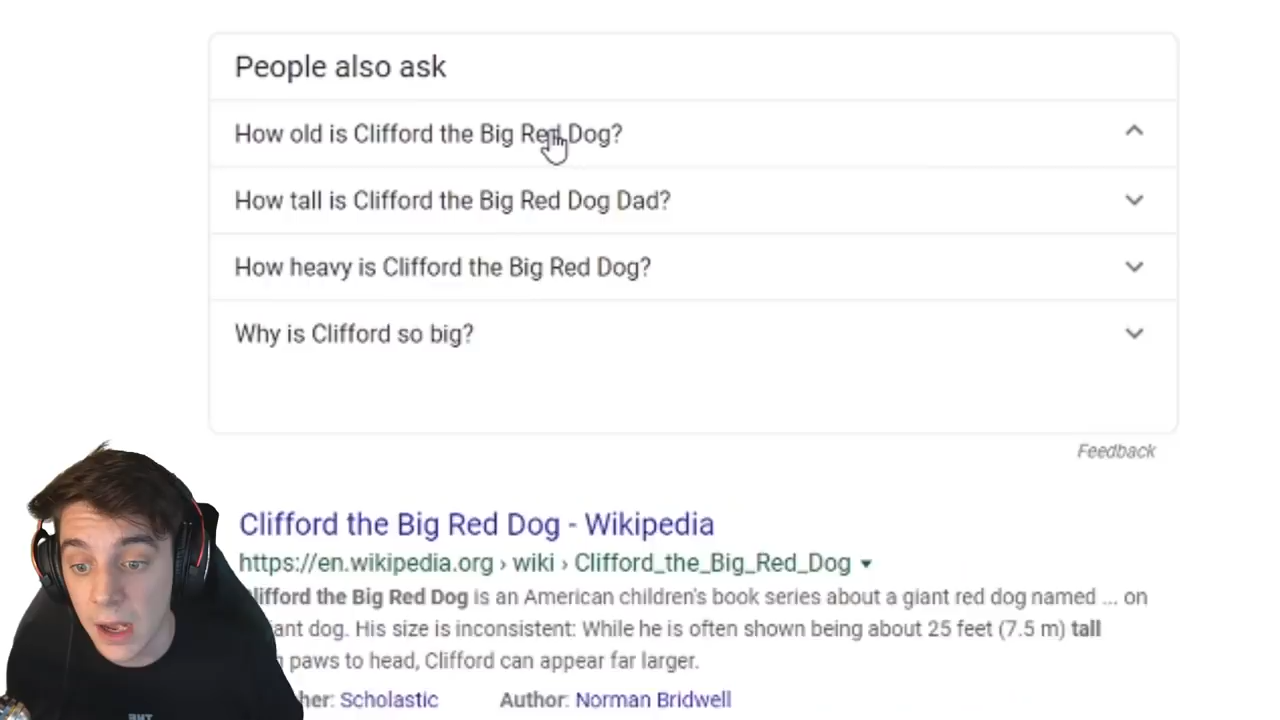 People also ask
How old is Clifford the Big Red Dog?
How tall is Clifford the Big Red Dog Dad?
How heavy is Clifford the Big Red Dog?
Why is Clifford so big?
Feedback
Clifford the Big Red Dog - Wikipedia
https://en.wikipedia.org › wiki › Clifford_the_Big_Red_Dog
lifford the Big Red Dog is an American children's book series about a giant red dog named ... on
iant dog. His size is inconsistent: While he is often shown being about 25 feet (7.5 m) tall
paws to head, Clifford can appear far larger.
her: Scholastic Author: Norman Bridwell